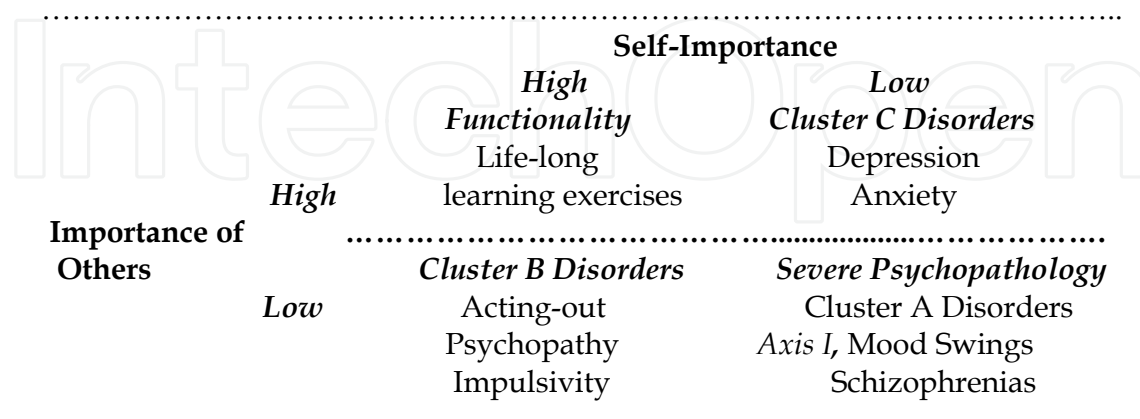 ………………………………………………………………………………………………………..
Self-Importance
High Low
Functionality Cluster C Disorders
Life-long Depression
High learning exercises Anxiety
Importance of ………………………………………...................……………….
Others Cluster B Disorders Severe Psychopathology
Low Acting-out Cluster A Disorders
Psychopathy Axis I, Mood Swings
Impulsivity Schizophrenias
IntechOpen